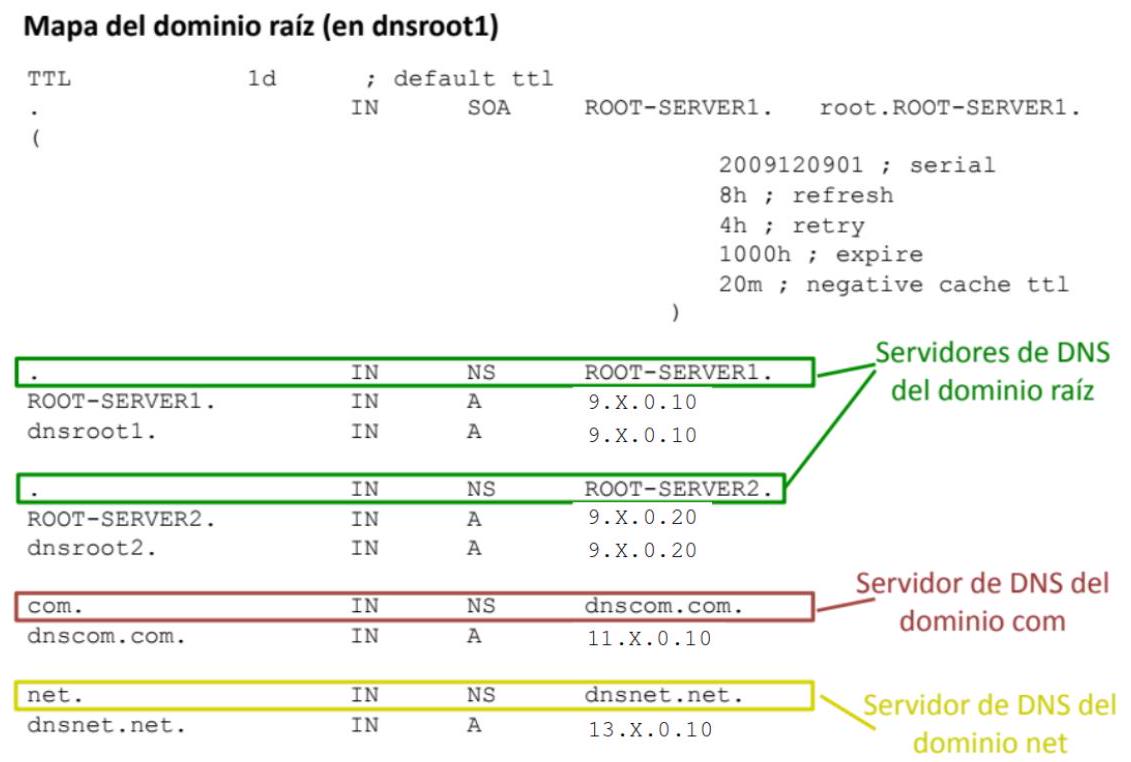 Mapa del dominio raíz (en dnsroot1)
TTL 1d ; default ttl
. IN SOA ROOT-SERVER1. root.ROOT-SERVER1.
(
2009120901 ; serial
8h ; refresh
4h ; retry
1000h ; expire
20m ; negative cache ttl
)
. IN NS ROOT-SERVER1.
ROOT-SERVER1. IN A 9.X.0.10
dnsroot1. IN A 9.X.0.10
Servidores de DNS
del dominio raíz
. IN NS ROOT-SERVER2.
ROOT-SERVER2. IN A 9.X.0.20
dnsroot2. IN A 9.X.0.20
com. IN NS dnscom.com.
dnscom.com. IN A 11.X.0.10
Servidor de DNS del
dominio com
net. IN NS dnsnet.net.
dnsnet.net. IN A 13.X.0.10
Servidor de DNS del
dominio net